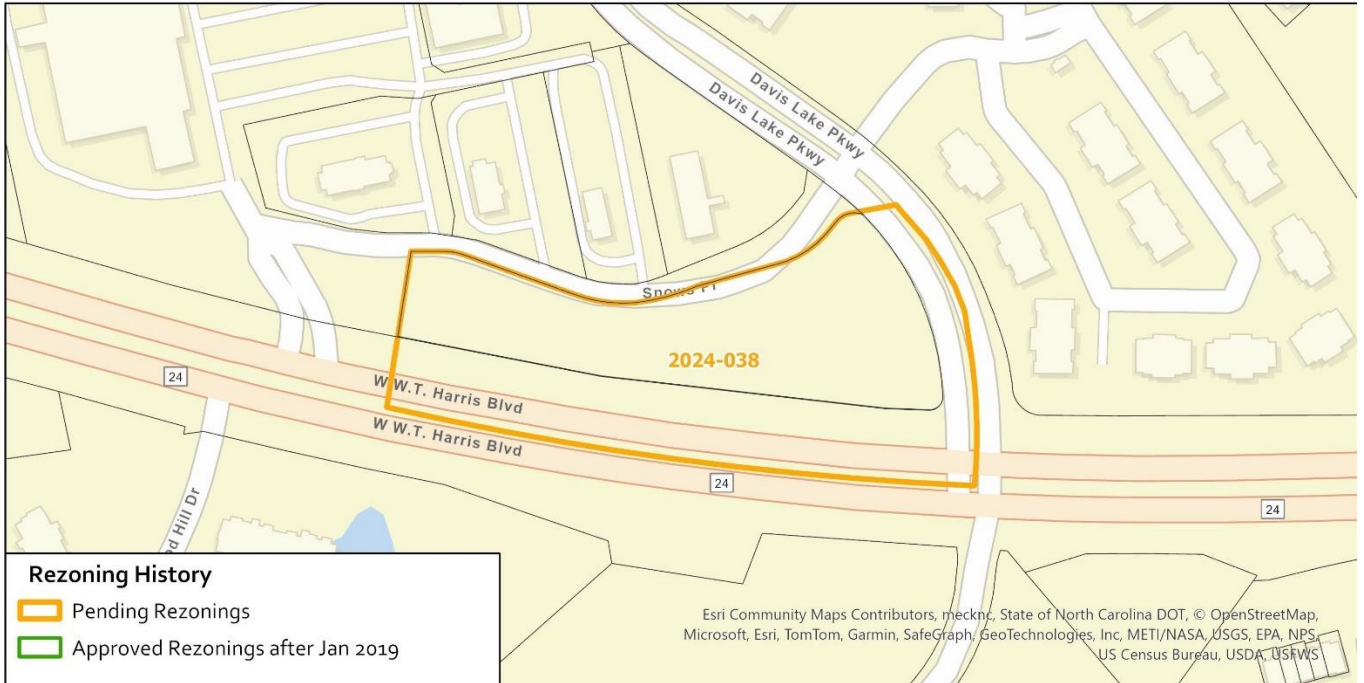 Davis Lake Pkwy
Davis Lake Pkwy
2024-038
W W.T. Harris Blvd
24
W W.T. Harris Blvd
24
24
Rezoning History
Pending Rezonings
Approved Rezonings after Jan 2019
Hill Dr
Esri Community Maps Contributors, mecknc, State of North Carolina DOT, © OpenStreetMap,
Microsoft, Esri, TomTom, Garmin, SafeGraph, GeoTechnologies, Inc, METI/NASA, USGS, EPA, NPS,
US Census Bureau, USDA, USFWS